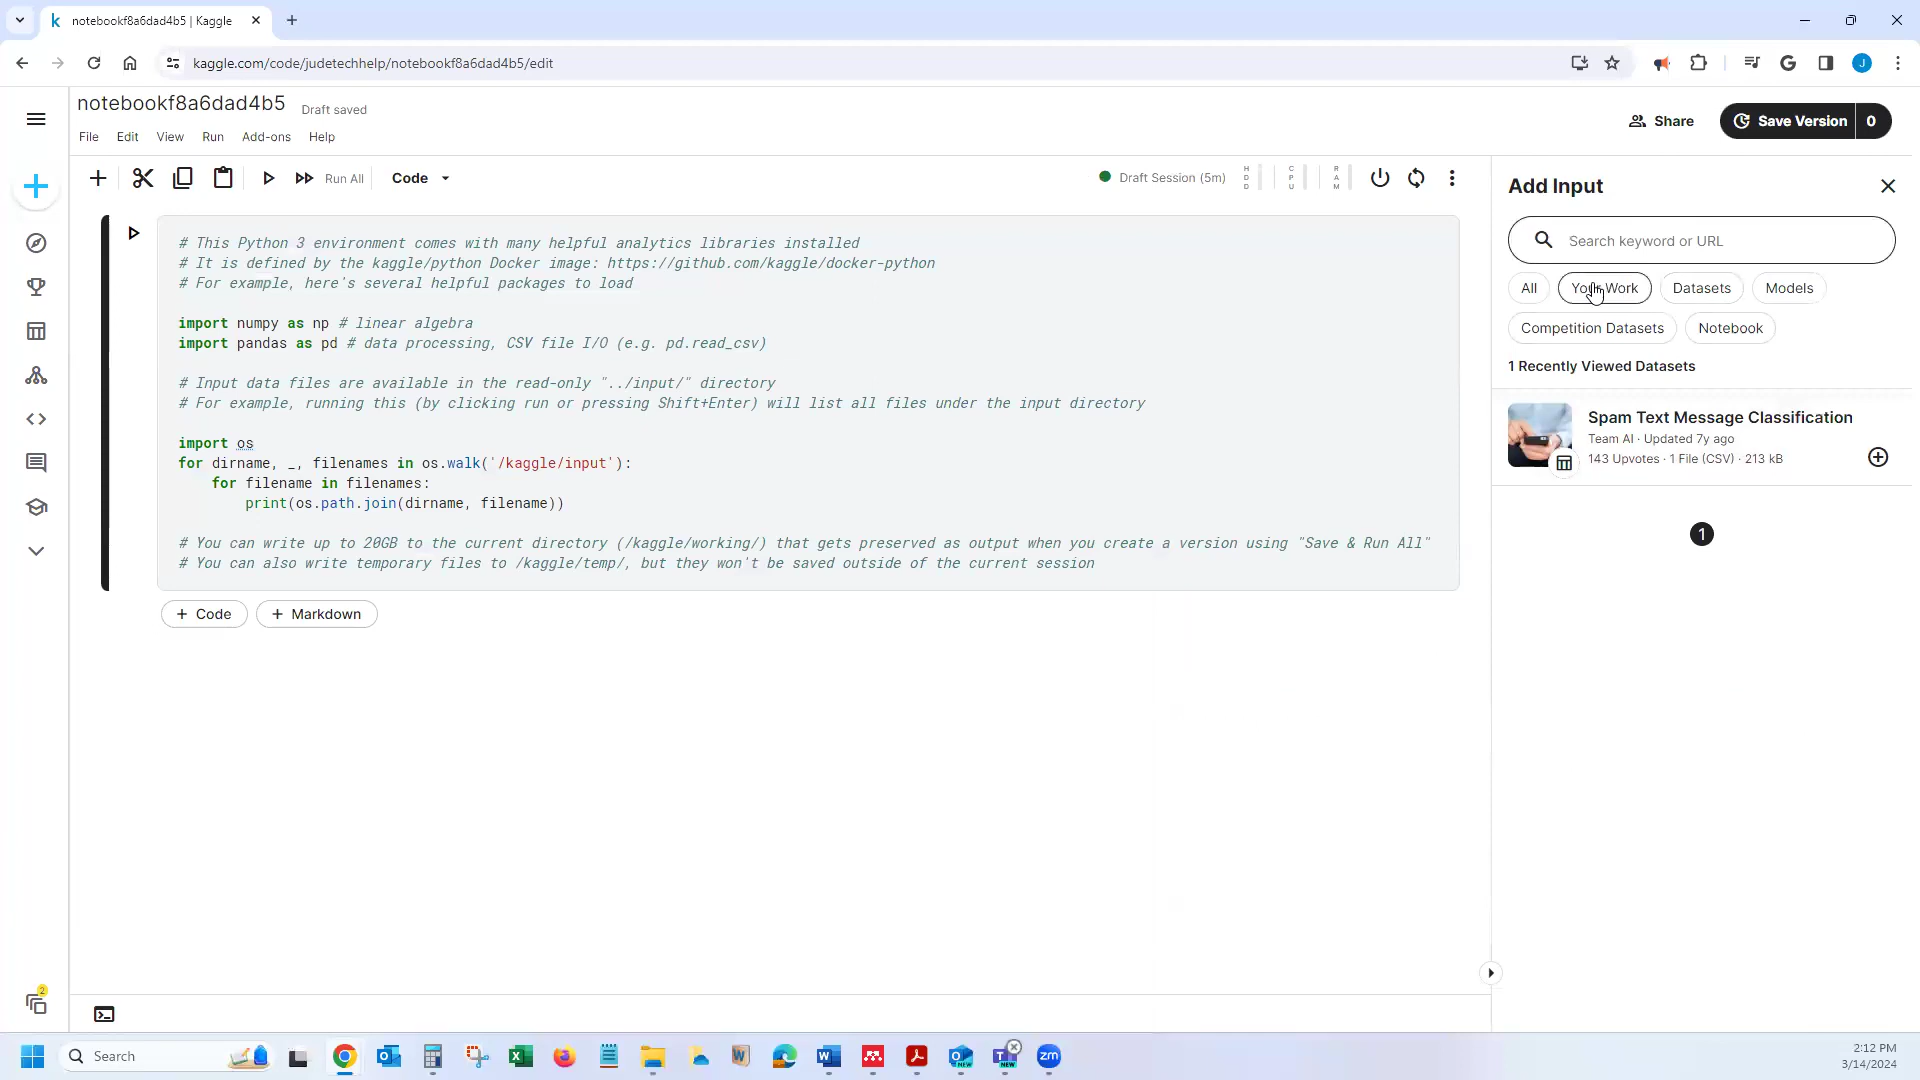 notebookf8a6dad4b5 | Kaggle
kaggle.com/code/judetechhelp/notebookf8a6dad4b5/edit
J
notebookf8a6dad4b5 Draft saved
File Edit View Run Add-ons Help
Share
Save Version 0
Run All Code
Draft Session (5m) HDD CPU RAM
# This Python 3 environment comes with many helpful analytics libraries installed
# It is defined by the kaggle/python Docker image: https://github.com/kaggle/docker-python
# For example, here's several helpful packages to load
import numpy as np # linear algebra
import pandas as pd # data processing, CSV file I/O (e.g. pd.read_csv)
# Input data files are available in the read-only "../input/" directory
# For example, running this (by clicking run or pressing Shift+Enter) will list all files under the input directory
import os
for dirname, _, filenames in os.walk('/kaggle/input'):
for filename in filenames:
print(os.path.join(dirname, filename))
# You can write up to 20GB to the current directory (/kaggle/working/) that gets preserved as output when you create a version using "Save & Run All"
# You can also write temporary files to /kaggle/temp/, but they won't be saved outside of the current session
+ Code + Markdown
Add Input
Search keyword or URL
All Your Work Datasets Models
Competition Datasets Notebook
1 Recently Viewed Datasets
Spam Text Message Classification
Team AI · Updated 7y ago
143 Upvotes · 1 File (CSV) · 213 kB
1
2
Search
2:12 PM
3/14/2024